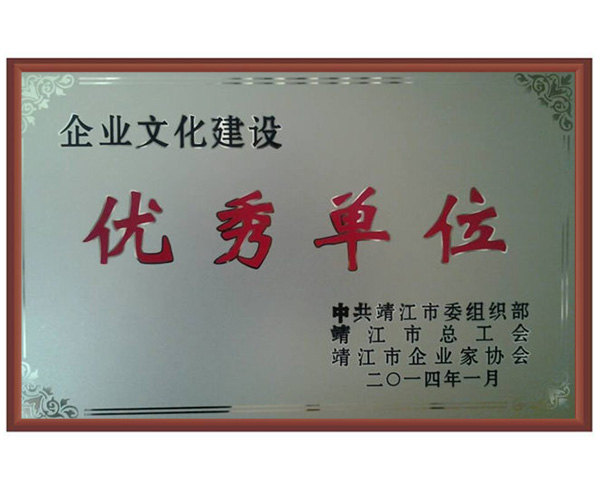 企业文化建设
优秀单位
中共靖江市委组织部
靖江市总工会
靖江市企业家协会
二〇一四年一月